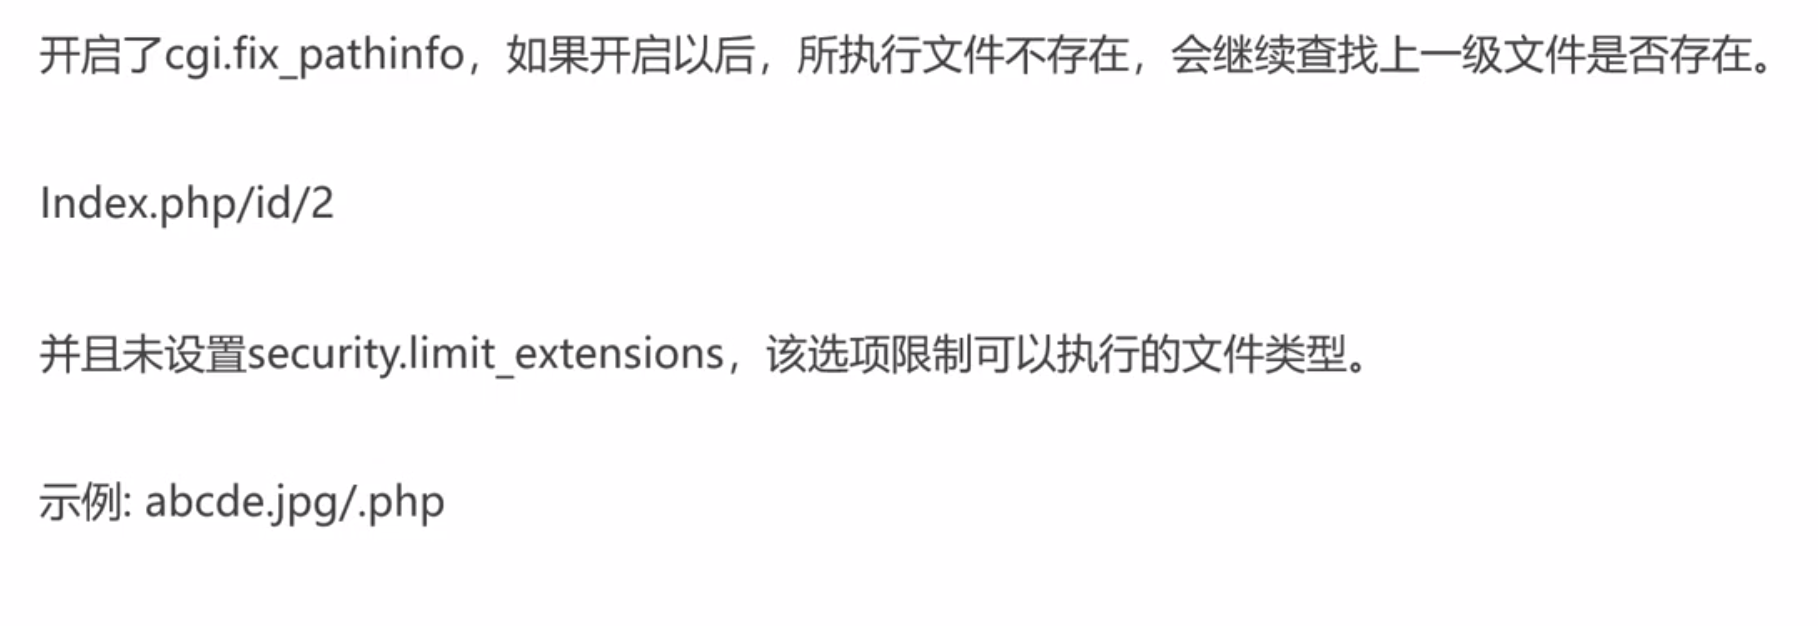 开启了cgi.fix_pathinfo，如果开启以后，所执行文件不存在，会继续查找上一级文件是否存在。
Index.php/id/2
并且未设置security.limit_extensions，该选项限制可以执行的文件类型。
示例: abcde.jpg/.php